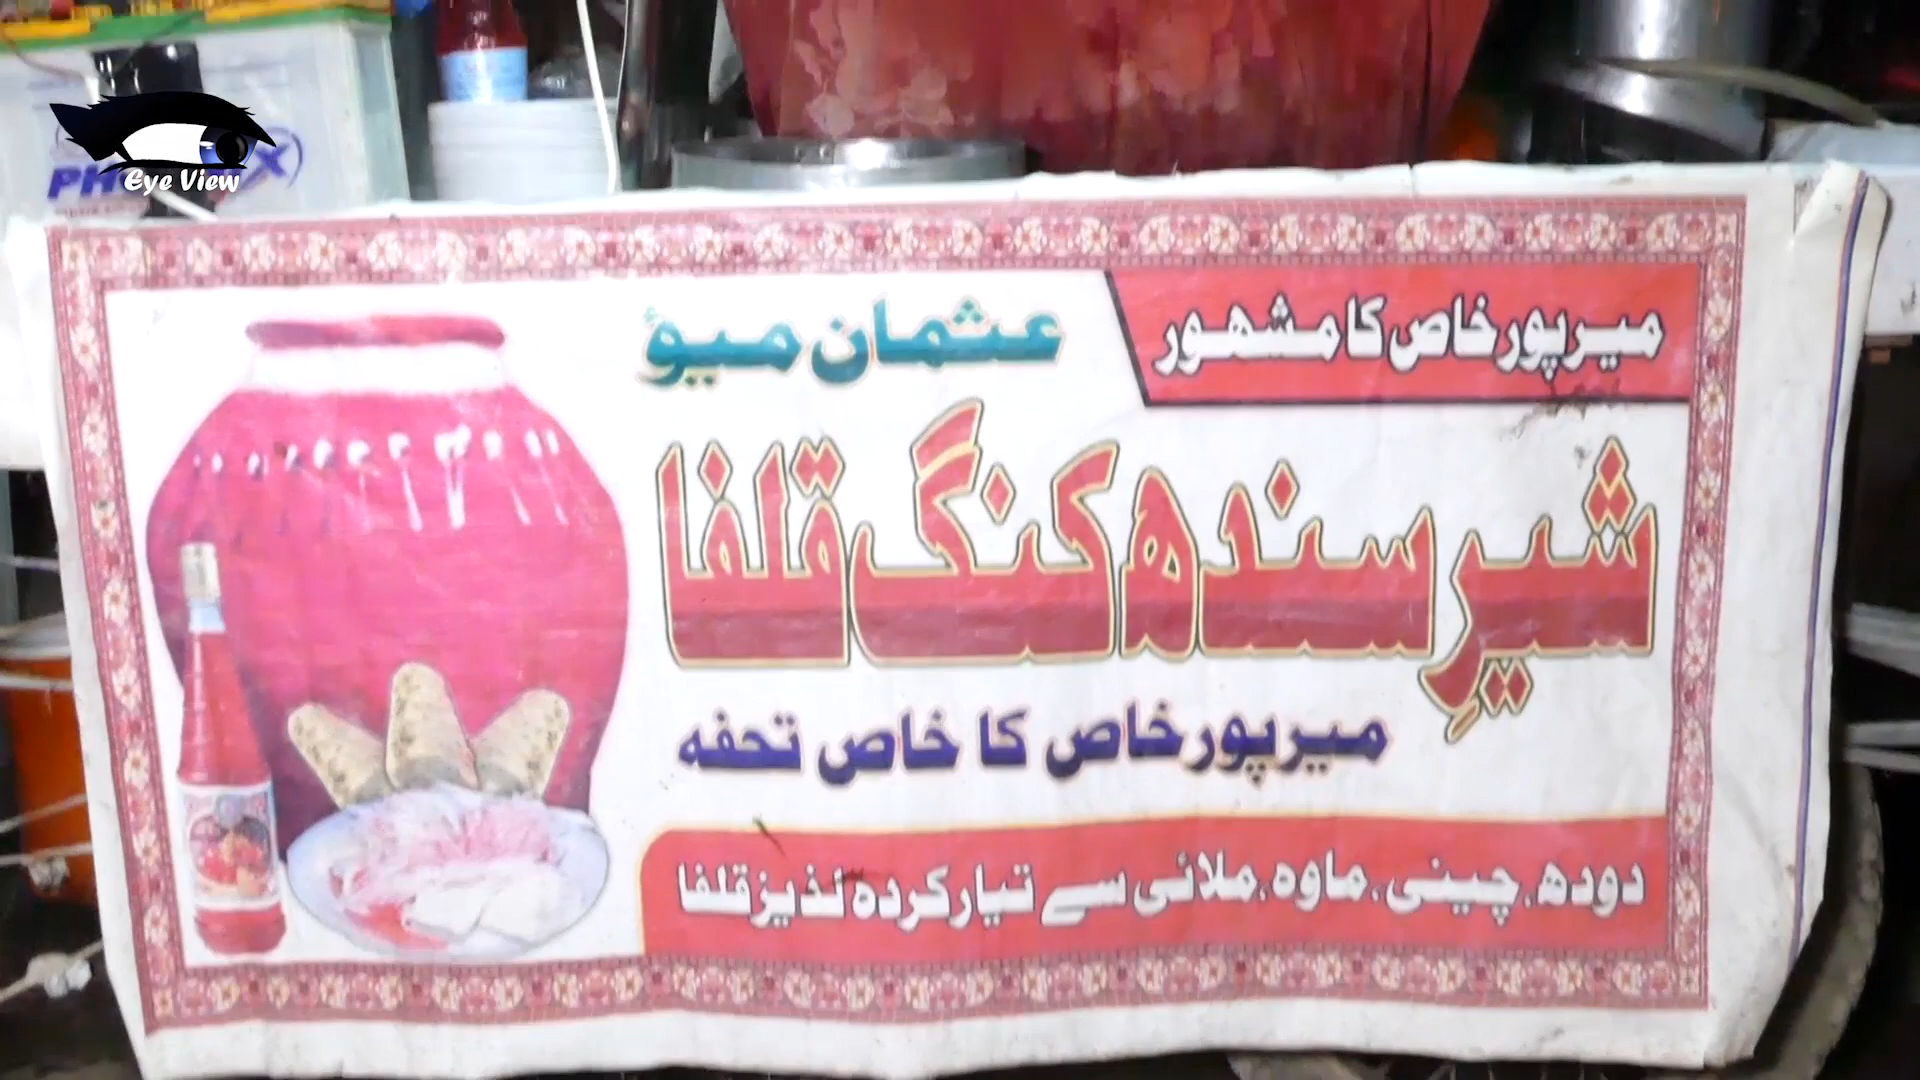 Eye View
میرپورخاص کا مشہور
عثمان میؤ
شیرِ سندھ کنگ قلفا
میرپورخاص کا خاص تحفہ
دودھ، چینی، ماوہ، ملائی سے تیار کردہ لذیز قلفا